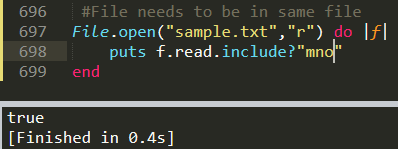 696 #File needs to be in same file
697 File.open("sample.txt","r") do |f|
698 puts f.read.include?"mno"
699 end
true
[Finished in 0.4s]